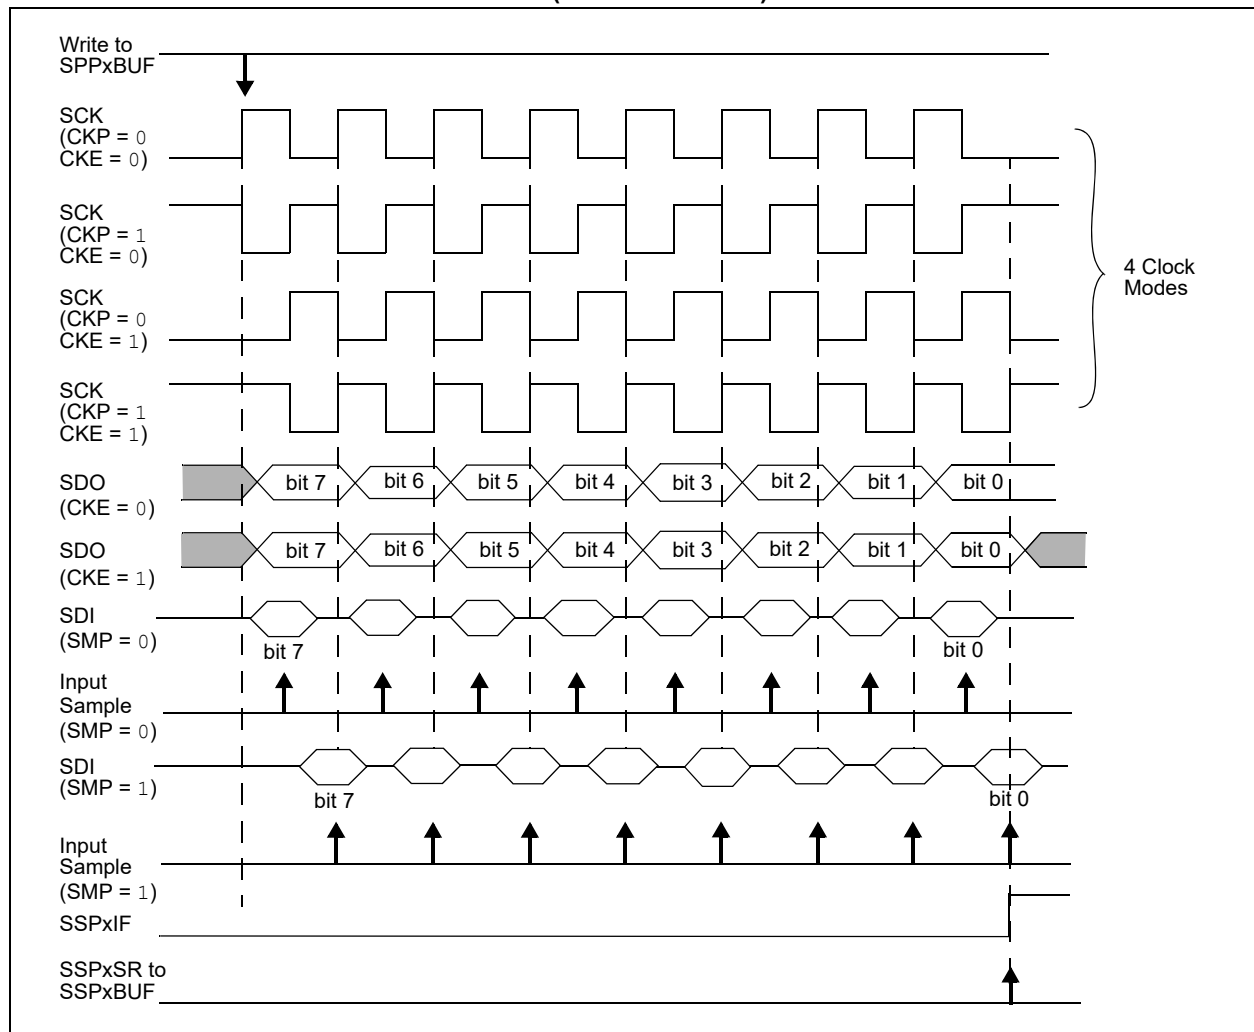 Write to
SPPxBUF
SCK
(CKP = 0
CKE = 0)
SCK
(CKP = 1
CKE = 0)
4 Clock
Modes
SCK
(CKP = 0
CKE = 1)
SCK
(CKP = 1
CKE = 1)
SDO
(CKE = 0)
bit 7 bit 6 bit 5 bit 4 bit 3 bit 2 bit 1 bit 0
SDO
(CKE = 1)
bit 7 bit 6 bit 5 bit 4 bit 3 bit 2 bit 1 bit 0
SDI
(SMP = 0)
bit 7 bit 0
Input
Sample
(SMP = 0)
SDI
(SMP = 1)
bit 7 bit 0
Input
Sample
(SMP = 1)
SSPxIF
SSPxSR to
SSPxBUF